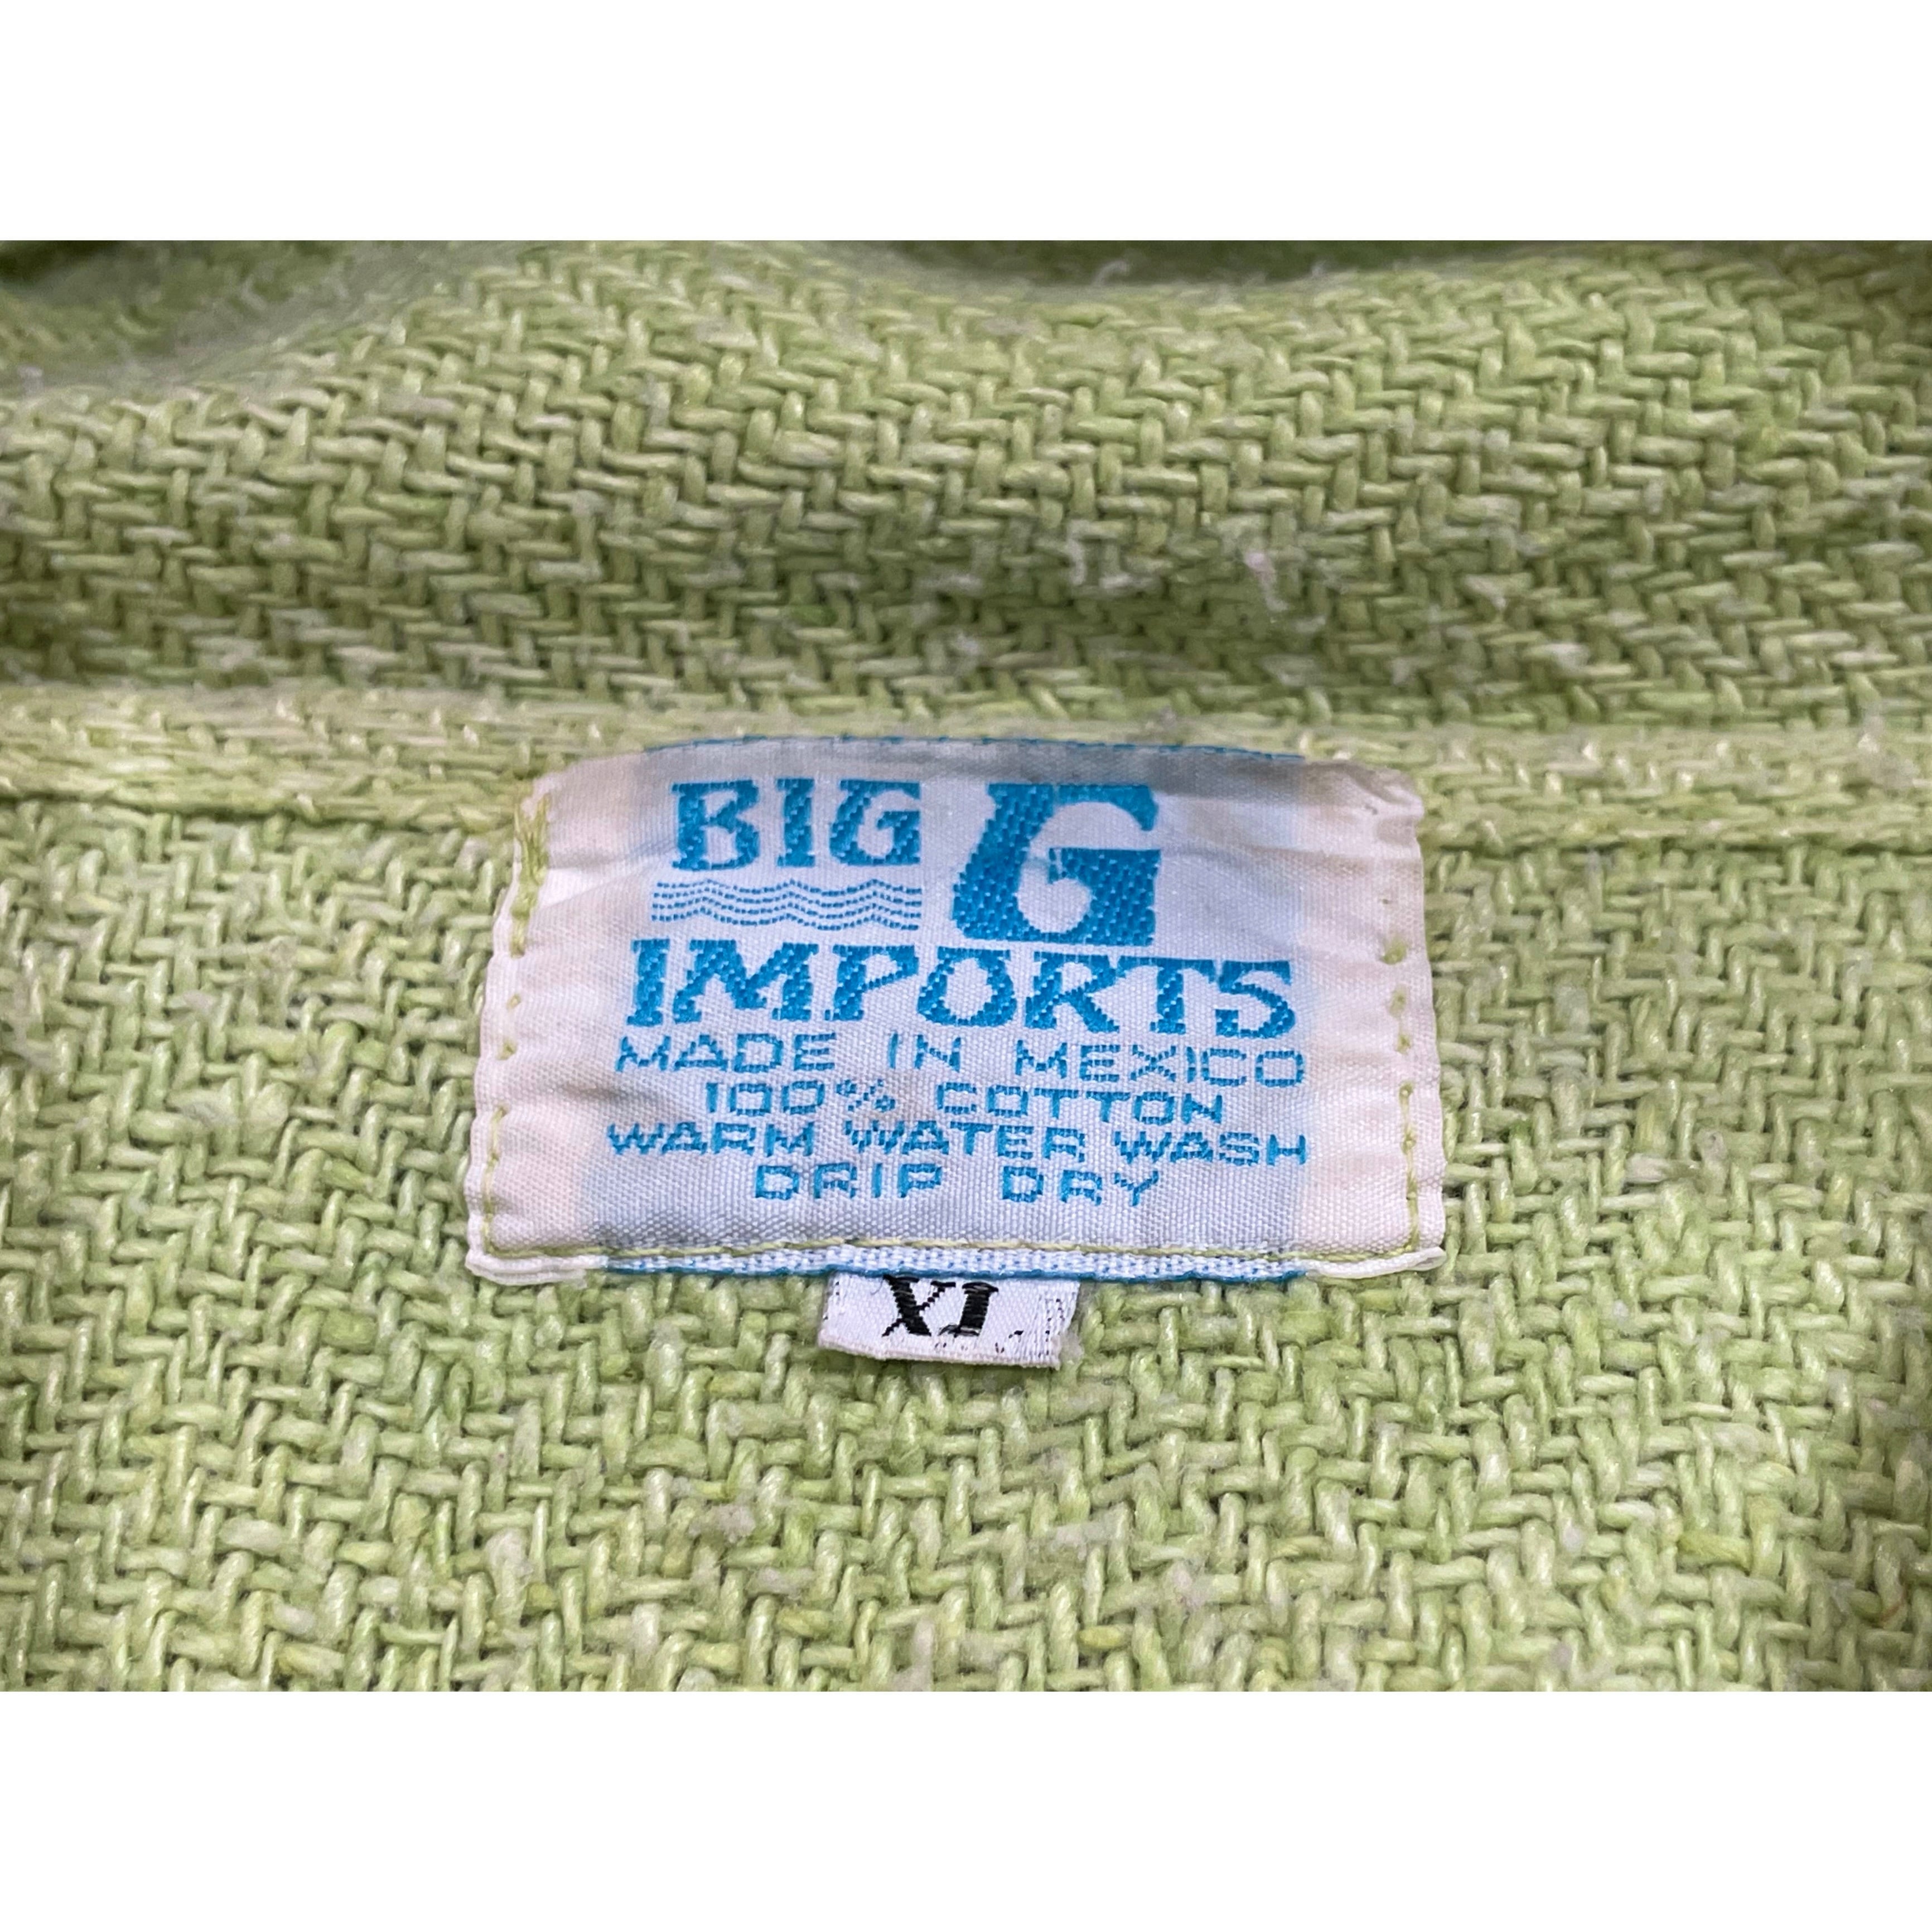 BIG G
IMPORTS
MADE IN MEXICO
100% COTTON
WARM WATER WASH
DRIP DRY
XL